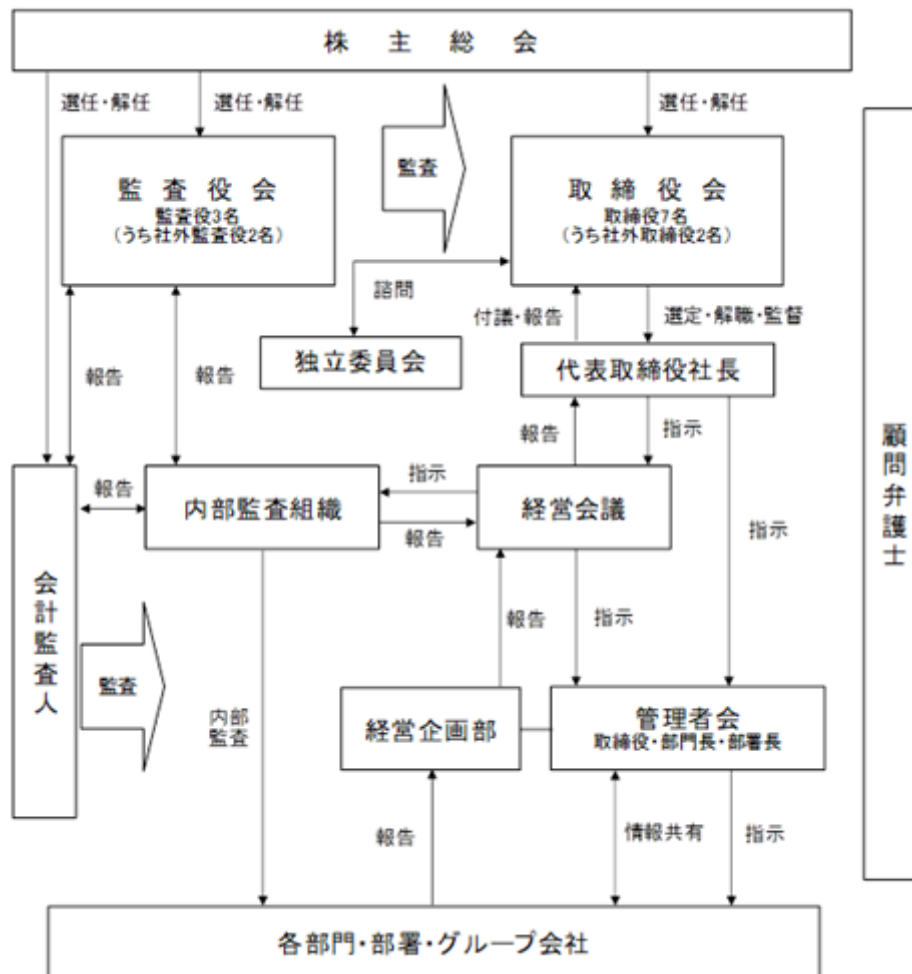 株主総会
選任・解任
選任・解任
選任・解任
監査役会
監査役3名
(うち社外監査役2名)
監査
取締役会
取締役7名
(うち社外取締役2名)
諮問
付議・報告
選定・解職・監督
独立委員会
代表取締役社長
報告
報告
報告
指示
顧問弁護士
報告
内部監査組織
指示
報告
経営会議
指示
会計監査人
監査
報告
指示
内部
監査
経営企画部
管理者会
取締役・部門長・部署長
報告
情報共有
指示
各部門・部署・グループ会社